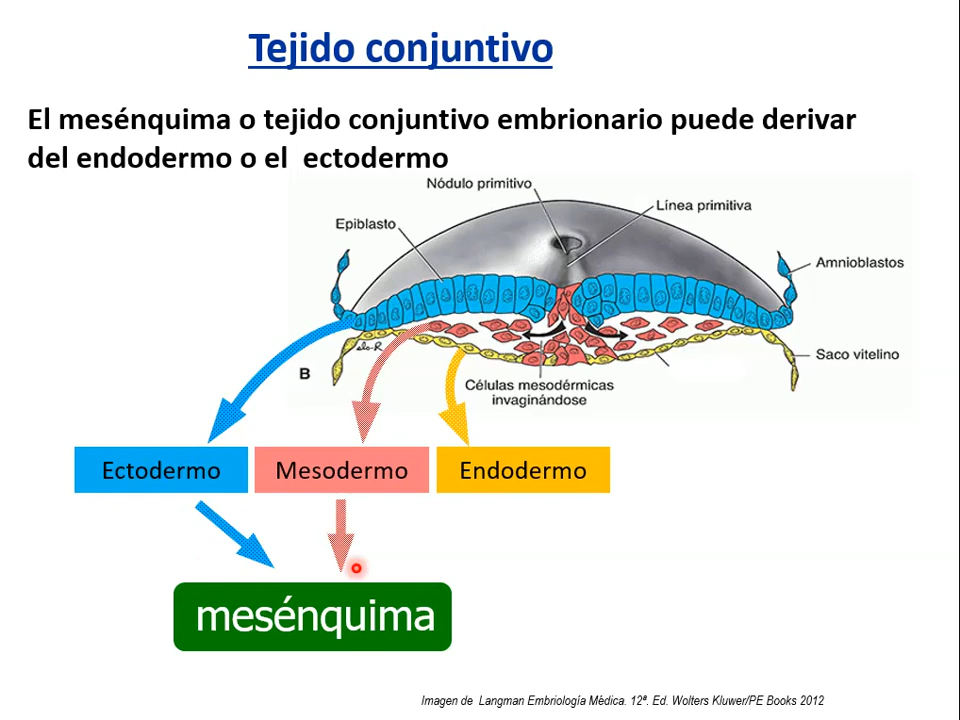 Tejido conjuntivo
El mesénquima o tejido conjuntivo embrionario puede derivar
del endodermo o el ectodermo
Nódulo primitivo
Línea primitiva
Epiblasto
Amnioblastos
Saco vitelino
B
Células mesodérmicas
invaginándose
Ectodermo
Mesodermo
Endodermo
mesénquima
Imagen de Langman Embriología Médica. 12ª. Ed. Wolters Kluwer/PE Books 2012